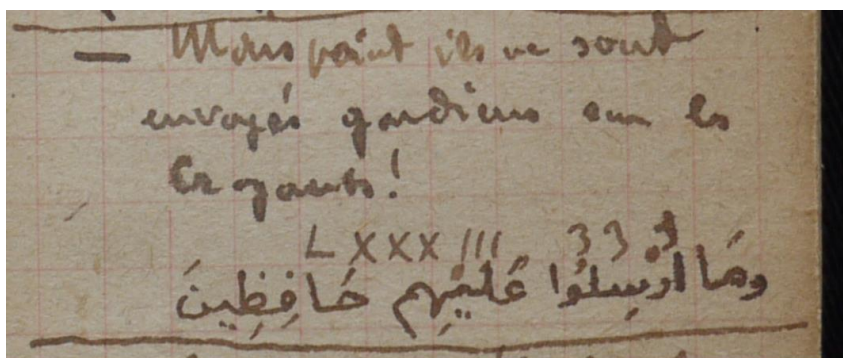 — Mais point ils ne sont
envoyés gardiens sur les
Croyants!
LXXXIII 33
وَمَا أُرْسِلُوا عَلَيْهِم حَافِظِينَ